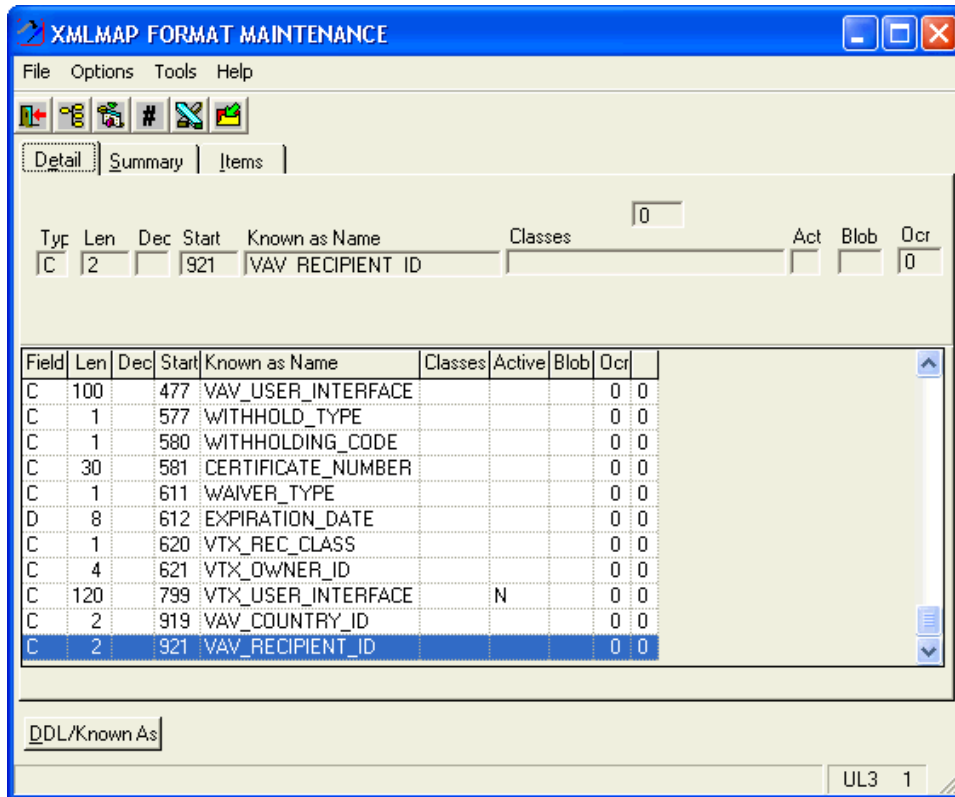 XMLMAP FORMAT MAINTENANCE
File Options Tools Help
#
Detail Summary Items
0
Typ Len Dec Start Known as Name Classes Act Blob Ocr
C 2 921 VAV_RECIPIENT_ID 0
Field Len Dec Start Known as Name Classes Active Blob Ocr
C 100 477 VAV_USER_INTERFACE 0 0
C 1 577 WITHHOLD_TYPE 0 0
C 1 580 WITHHOLDING_CODE 0 0
C 30 581 CERTIFICATE_NUMBER 0 0
C 1 611 WAIVER_TYPE 0 0
D 8 612 EXPIRATION_DATE 0 0
C 1 620 VTX_REC_CLASS 0 0
C 4 621 VTX_OWNER_ID 0 0
C 120 799 VTX_USER_INTERFACE N 0 0
C 2 919 VAV_COUNTRY_ID 0 0
C 2 921 VAV_RECIPIENT_ID 0 0
DDL/Known As
UL3 1